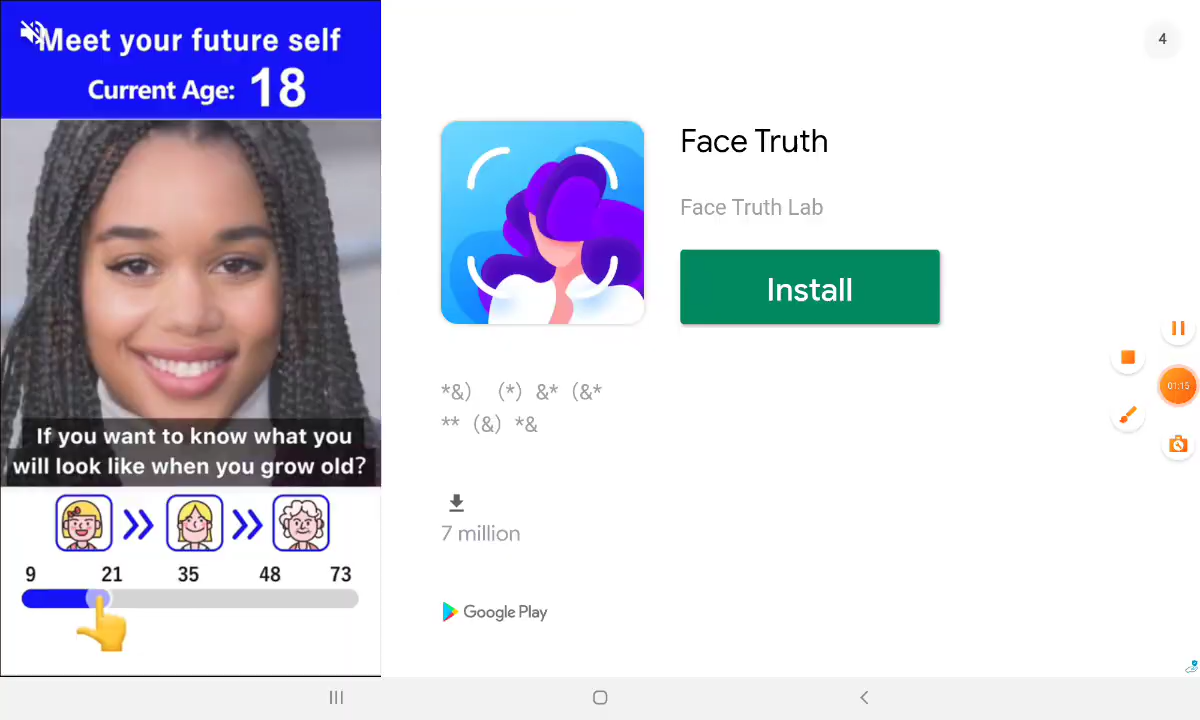 Meet your future self
Current Age: 18
If you want to know what you
will look like when you grow old?
9 21 35 48 73
4
Face Truth
Face Truth Lab
Install
*&) (*) &* (&*
** (&) *&
7 million
Google Play
01:15